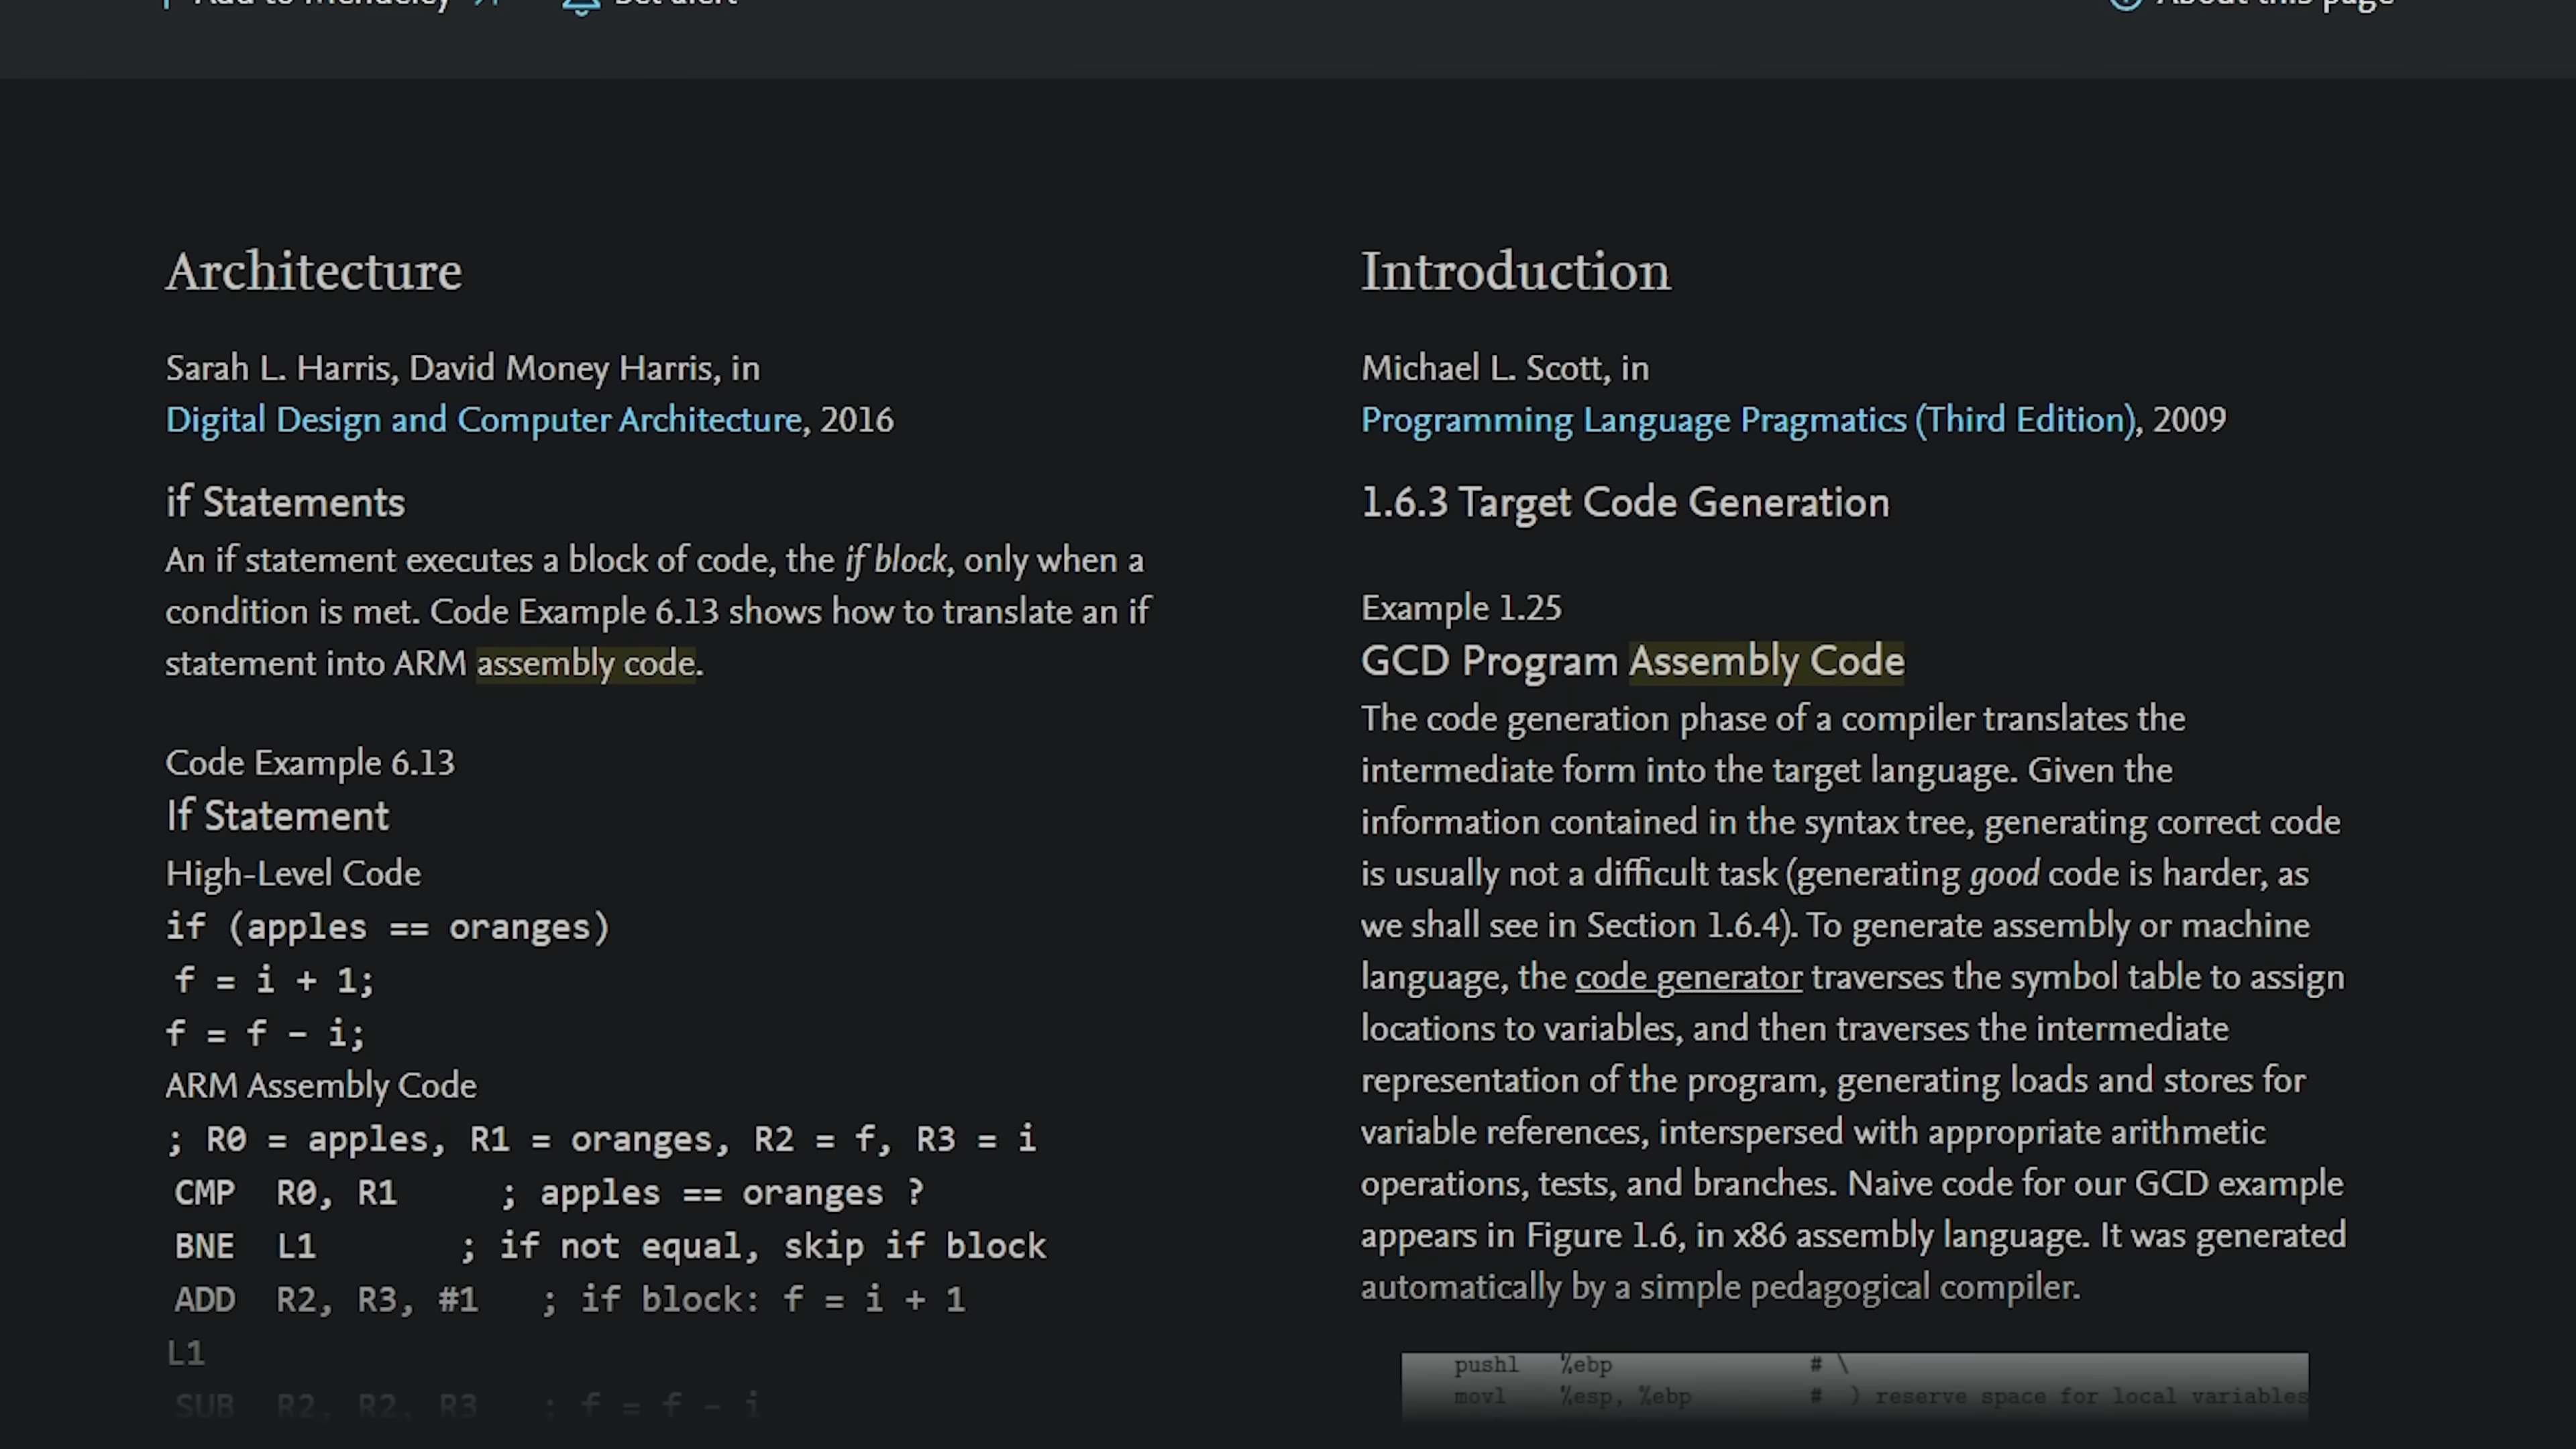 Add to Mendeley
Set alert
About this page
Architecture
Sarah L. Harris, David Money Harris, in
Digital Design and Computer Architecture, 2016
if Statements
An if statement executes a block of code, the if block, only when a
condition is met. Code Example 6.13 shows how to translate an if
statement into ARM assembly code.
Code Example 6.13
If Statement
High-Level Code
if (apples == oranges)
f = i + 1;
f = f − i;
ARM Assembly Code
; R0 = apples, R1 = oranges, R2 = f, R3 = i
CMP R0, R1 ; apples == oranges ?
BNE L1 ; if not equal, skip if block
ADD R2, R3, #1 ; if block: f = i + 1
L1
SUB R2, R2, R3 ; f = f − i
Introduction
Michael L. Scott, in
Programming Language Pragmatics (Third Edition), 2009
1.6.3 Target Code Generation
Example 1.25
GCD Program Assembly Code
The code generation phase of a compiler translates the
intermediate form into the target language. Given the
information contained in the syntax tree, generating correct code
is usually not a difficult task (generating good code is harder, as
we shall see in Section 1.6.4). To generate assembly or machine
language, the code generator traverses the symbol table to assign
locations to variables, and then traverses the intermediate
representation of the program, generating loads and stores for
variable references, interspersed with appropriate arithmetic
operations, tests, and branches. Naive code for our GCD example
appears in Figure 1.6, in x86 assembly language. It was generated
automatically by a simple pedagogical compiler.
pushl %ebp # \
movl %esp, %ebp # ) reserve space for local variables